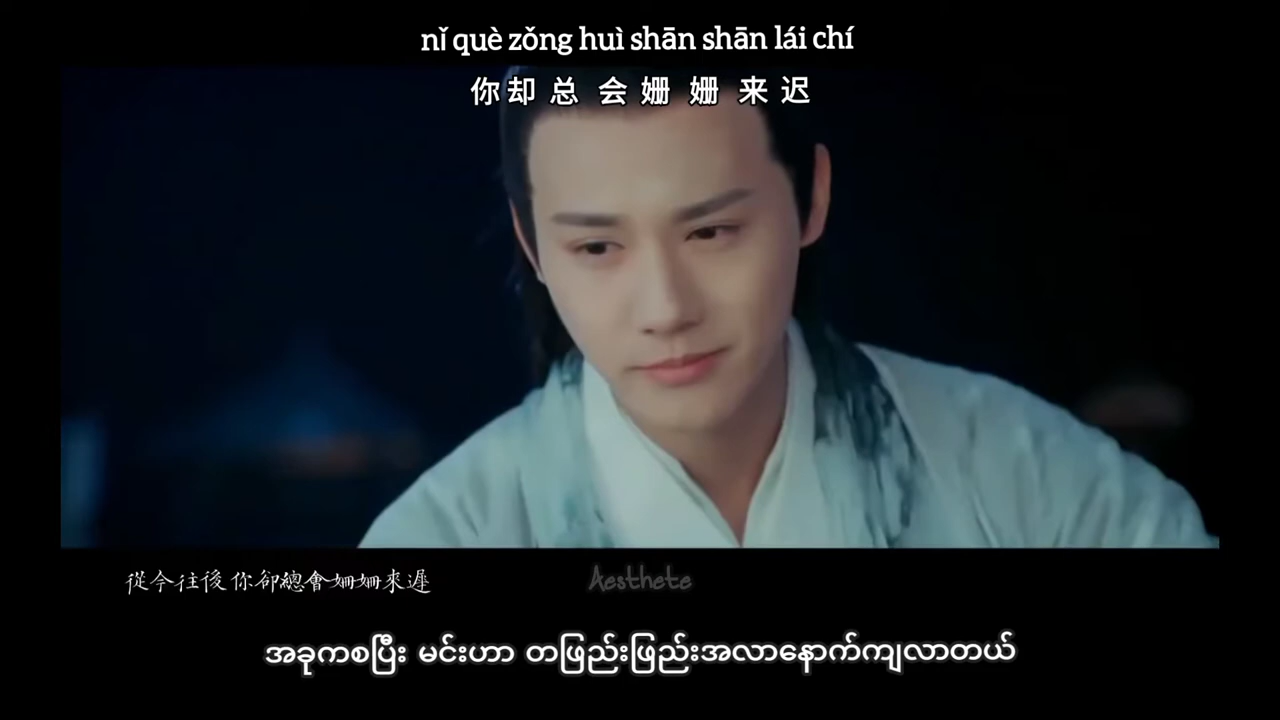 nǐ què zǒng huì shān shān lái chí
你却总会姗姗来迟
從今往後你卻總會姍姍來遲
Aesthete
အခုကစပြီး မင်းဟာ တဖြည်းဖြည်းအလာနောက်ကျလာတယ်